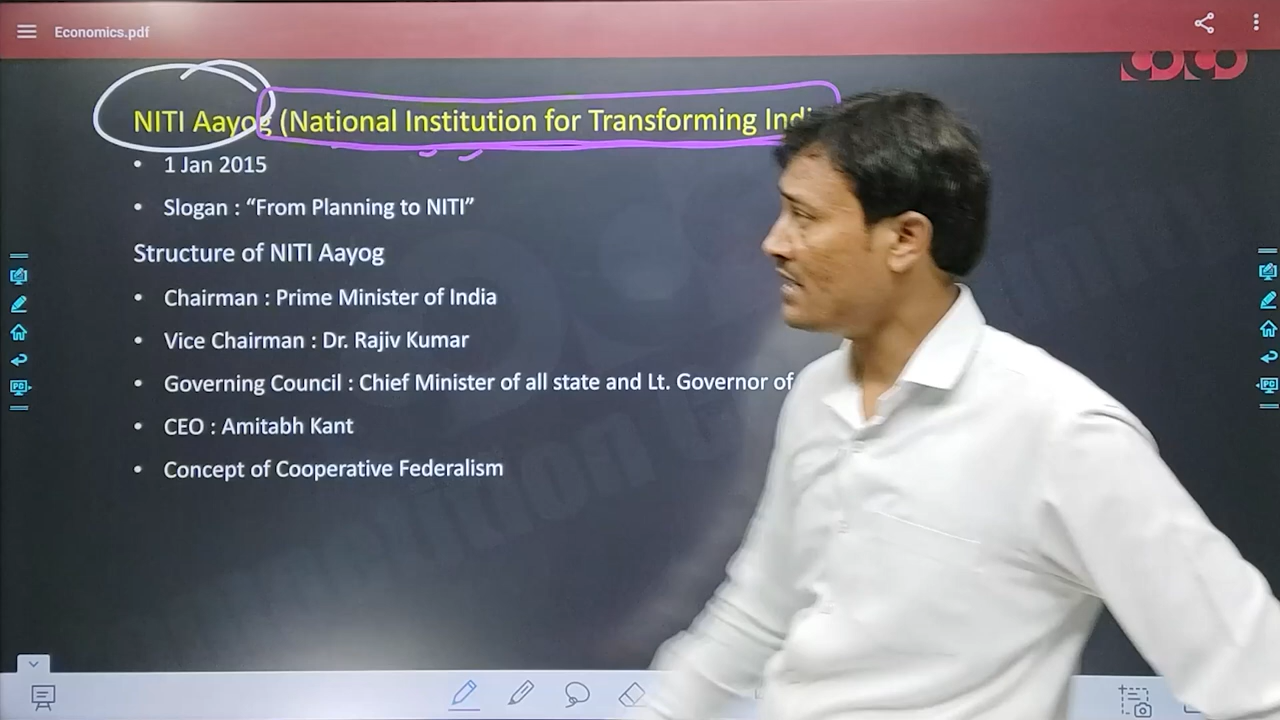 Economics.pdf
NITI Aayog (National Institution for Transforming
• 1 Jan 2015
• Slogan : “From Planning to NITI”
Structure of NITI Aayog
• Chairman : Prime Minister of India
• Vice Chairman : Dr. Rajiv Kumar
• Governing Council : Chief Minister of all state and Lt. Governor of
• CEO : Amitabh Kant
• Concept of Cooperative Federalism